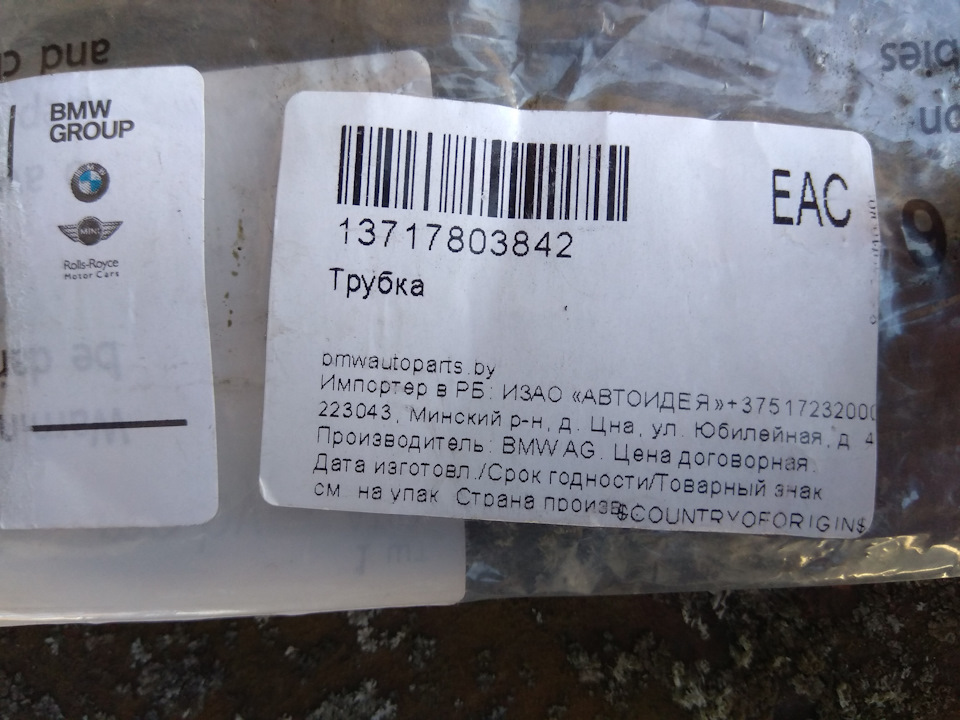 and
BMW
GROUP
MINI
Rolls-Royce
Motor Cars
EAC
13717803842
Трубка
bmwautoparts.by
Импортер в РБ: ИЗАО «АВТОИДЕЯ»+37517232000
223043, Минский р-н, д. Цна, ул. Юбилейная, д. 4
Производитель: BMW AG. Цена договорная.
Дата изготовл./Срок годности/Товарный знак
см. на упак. Страна произв.:$COUNTRYOFORIGIN$